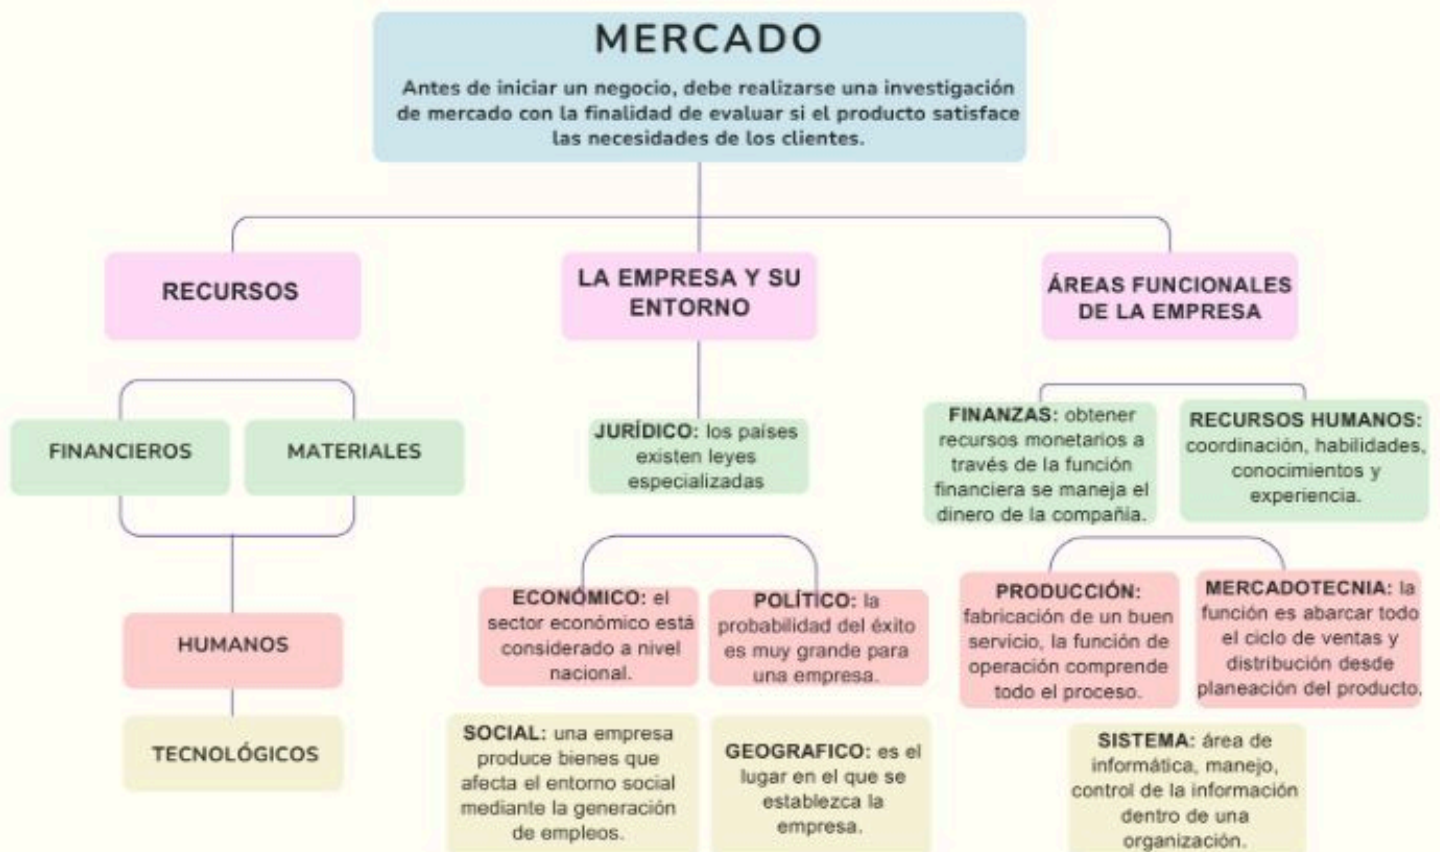 MERCADO
Antes de iniciar un negocio, debe realizarse una investigación
de mercado con la finalidad de evaluar si el producto satisface
las necesidades de los clientes.
RECURSOS
LA EMPRESA Y SU
ENTORNO
ÁREAS FUNCIONALES
DE LA EMPRESA
FINANCIEROS
MATERIALES
HUMANOS
TECNOLÓGICOS
JURÍDICO: los países
existen leyes
especializadas
ECONÓMICO: el
sector económico está
considerado a nivel
nacional.
POLÍTICO: la
probabilidad del éxito
es muy grande para
una empresa.
SOCIAL: una empresa
produce bienes que
afecta el entorno social
mediante la generación
de empleos.
GEOGRAFICO: es el
lugar en el que se
establezca la
empresa.
FINANZAS: obtener
recursos monetarios a
través de la función
financiera se maneja el
dinero de la compañia.
RECURSOS HUMANOS:
coordinación, habilidades,
conocimientos y
experiencia.
PRODUCCIÓN:
fabricación de un buen
servicio, la función de
operación comprende
todo el proceso.
MERCADOTECNIA: la
función es abarcar todo
el ciclo de ventas y
distribución desde
planeación del producto.
SISTEMA: área de
informática, manejo,
control de la información
dentro de una
organización.